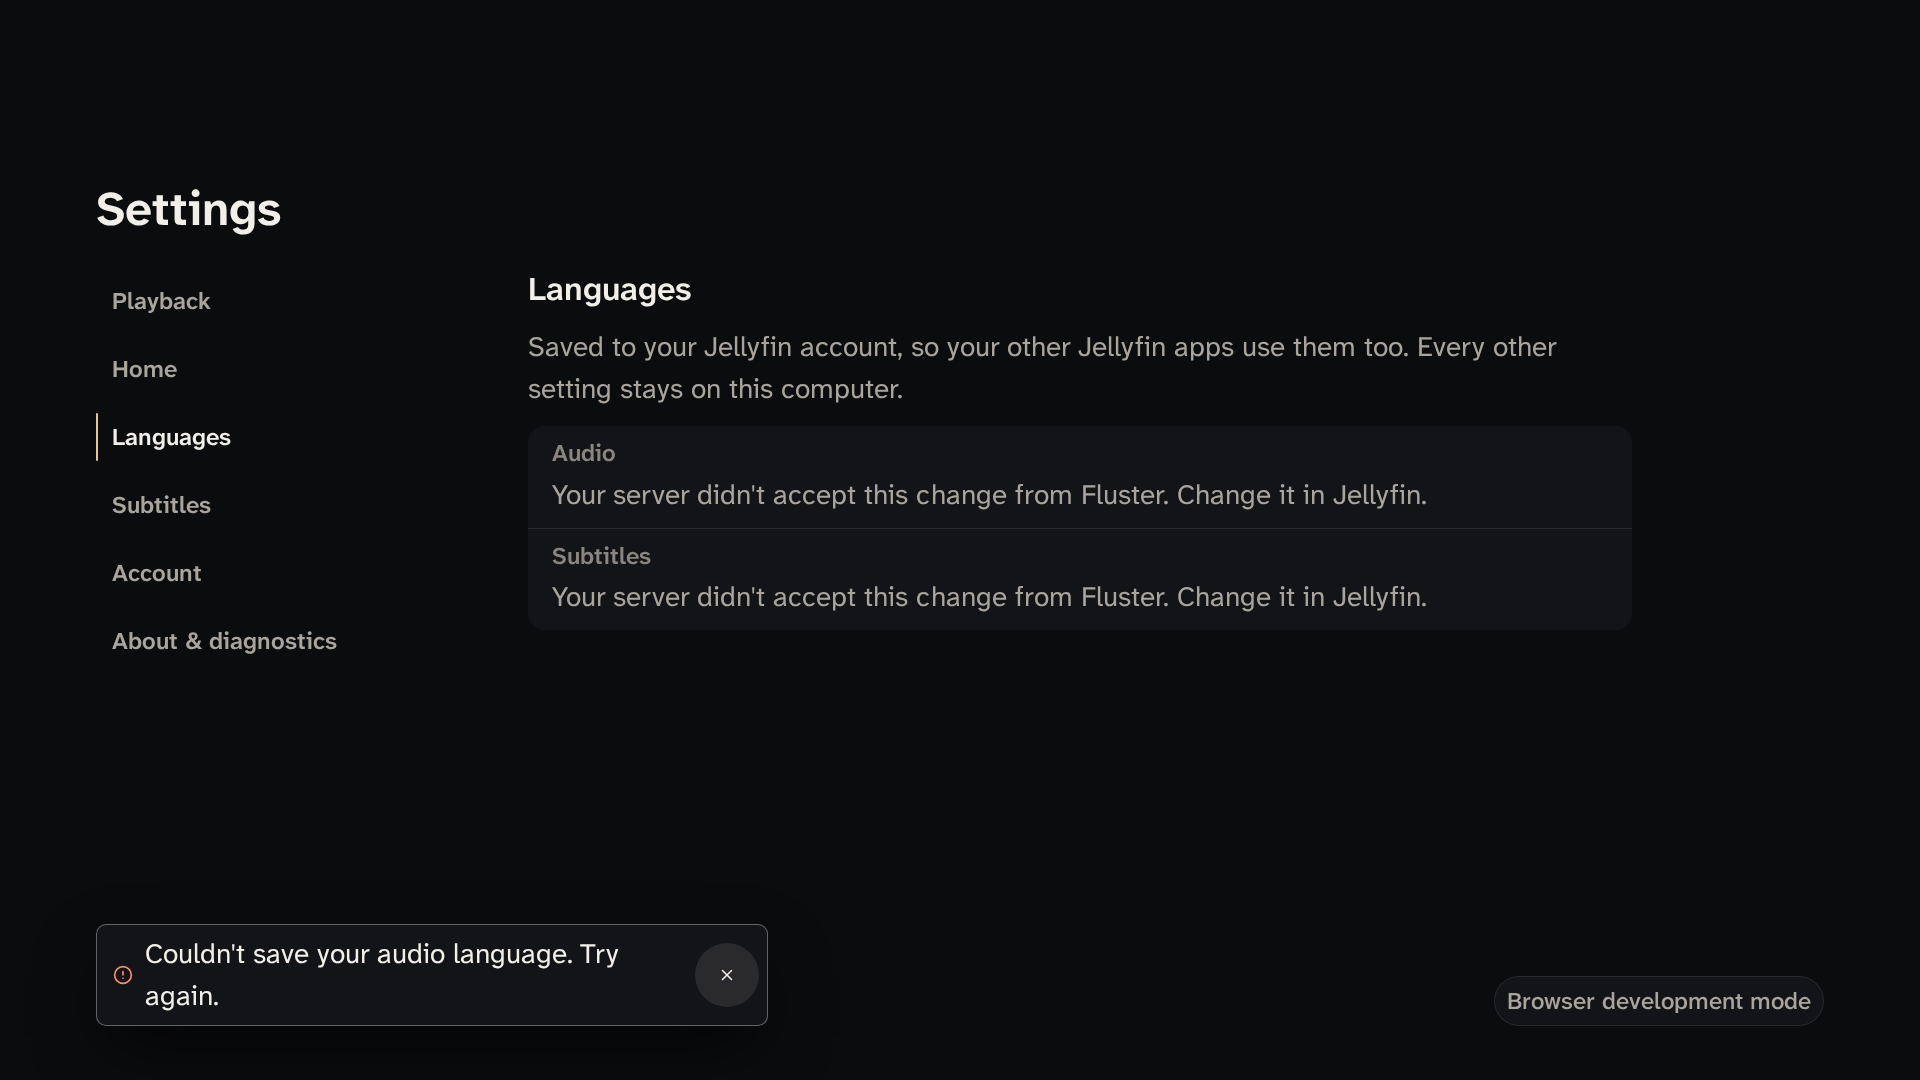 Settings
Playback
Home
Languages
Subtitles
Account
About & diagnostics
Languages
Saved to your Jellyfin account, so your other Jellyfin apps use them too. Every other
setting stays on this computer.
Audio
Your server didn't accept this change from Fluster. Change it in Jellyfin.
Subtitles
Your server didn't accept this change from Fluster. Change it in Jellyfin.
Couldn't save your audio language. Try
again.
Browser development mode